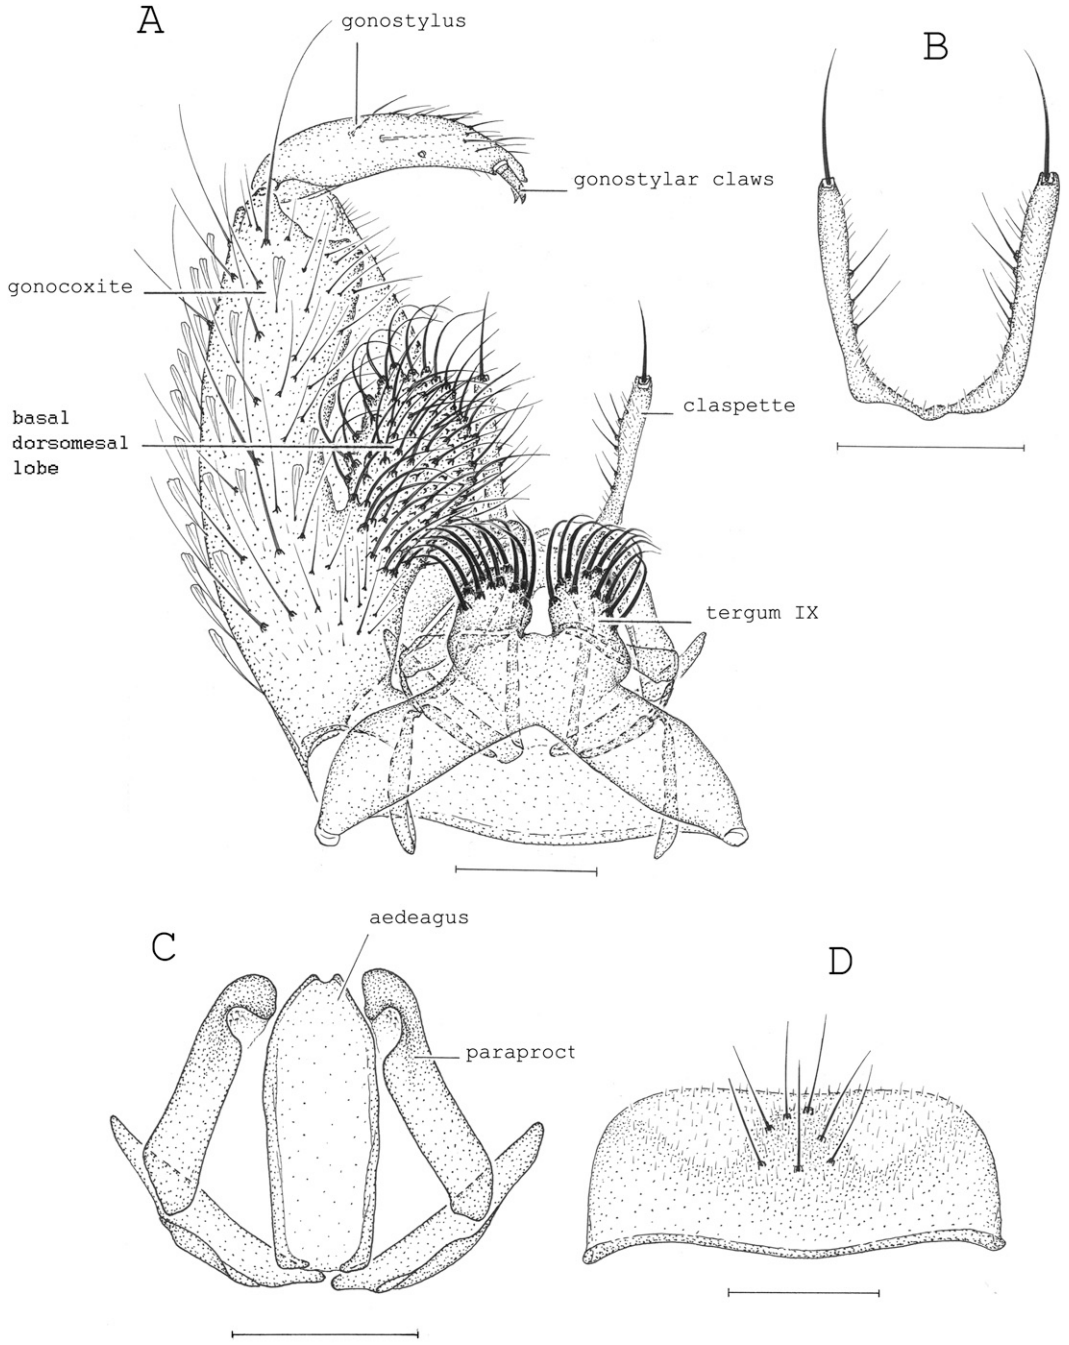 A
gonostylus
B
gonostylar claws
gonocoxite
claspette
basal
dorsomesal
lobe
tergum IX
aedeagus
C
D
paraproct